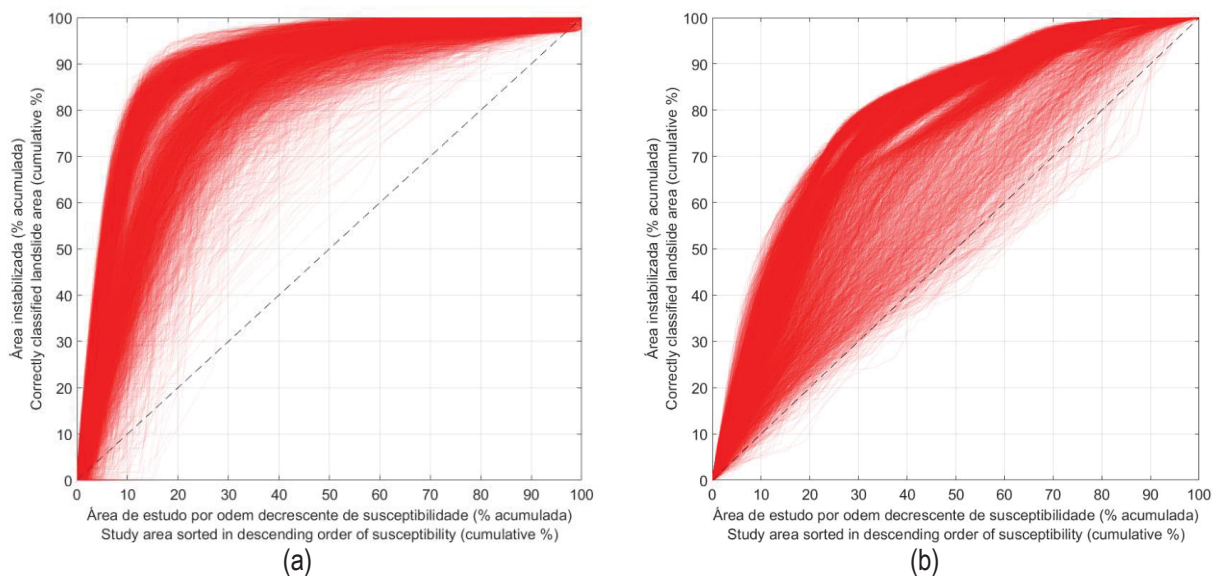 100
90
80
70
60
50
40
30
20
10
0
Área instabilizada (% acumulada)
Correctly classified landslide area (cumulative %)
0 10 20 30 40 50 60 70 80 90 100
Área de estudo por odem decrescente de susceptibilidade (% acumulada)
Study area sorted in descending order of susceptibility (cumulative %)
(a)
100
90
80
70
60
50
40
30
20
10
0
Área instabilizada (% acumulada)
Correctly classified landslide area (cumulative %)
0 10 20 30 40 50 60 70 80 90 100
Área de estudo por odem decrescente de susceptibilidade (% acumulada)
Study area sorted in descending order of susceptibility (cumulative %)
(b)